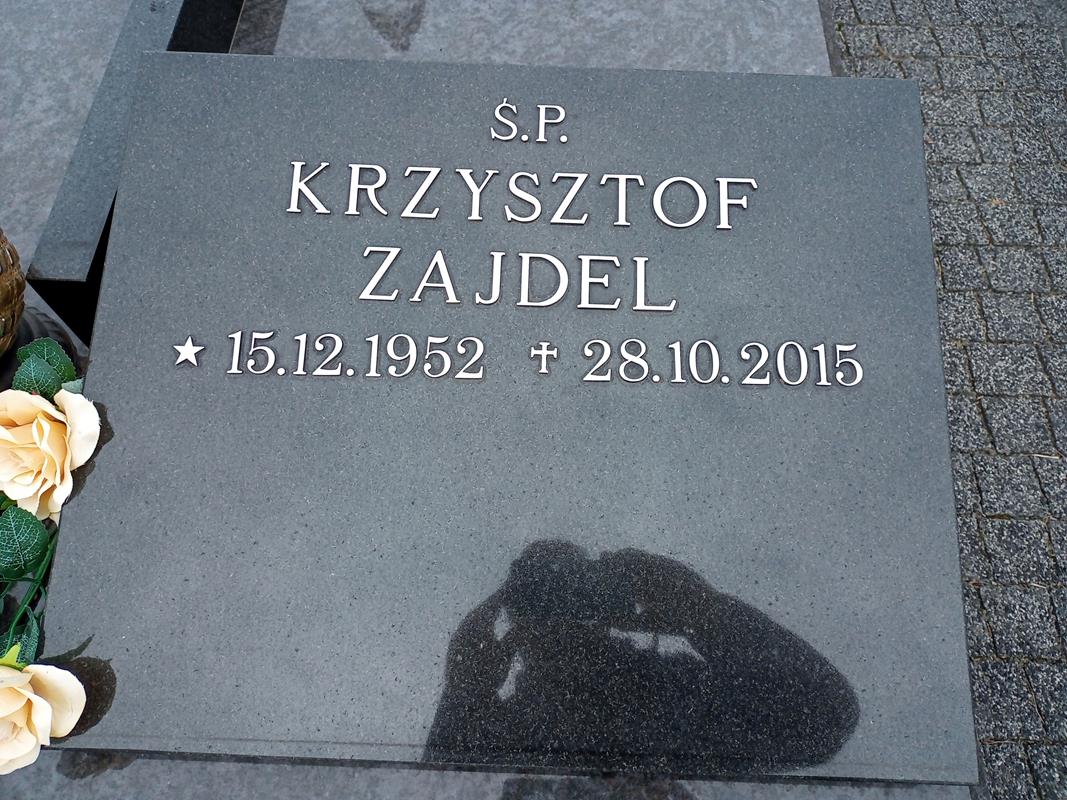 Ś.P.
KRZYSZTOF
ZAJDEL
★ 15.12.1952 ✝ 28.10.2015